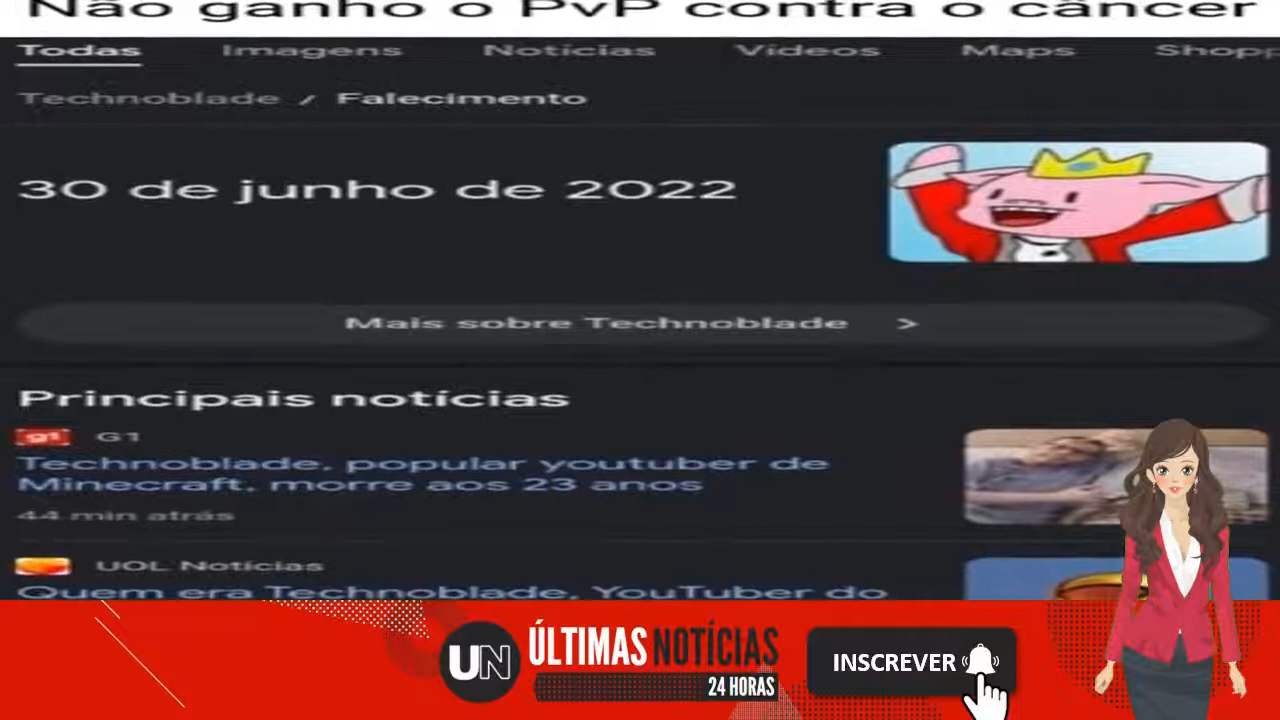 Não ganho o PvP contra o câncer
Todas Imagens Notícias Vídeos Maps Shopp
Technoblade / Falecimento
30 de junho de 2022
Mais sobre Technoblade >
Principais notícias
g1 G1
Technoblade, popular youtuber de
Minecraft, morre aos 23 anos
44 min atrás
UOL Notícias
Quem era Technoblade, YouTuber do
UN ÚLTIMAS NOTÍCIAS
24 HORAS
INSCREVER